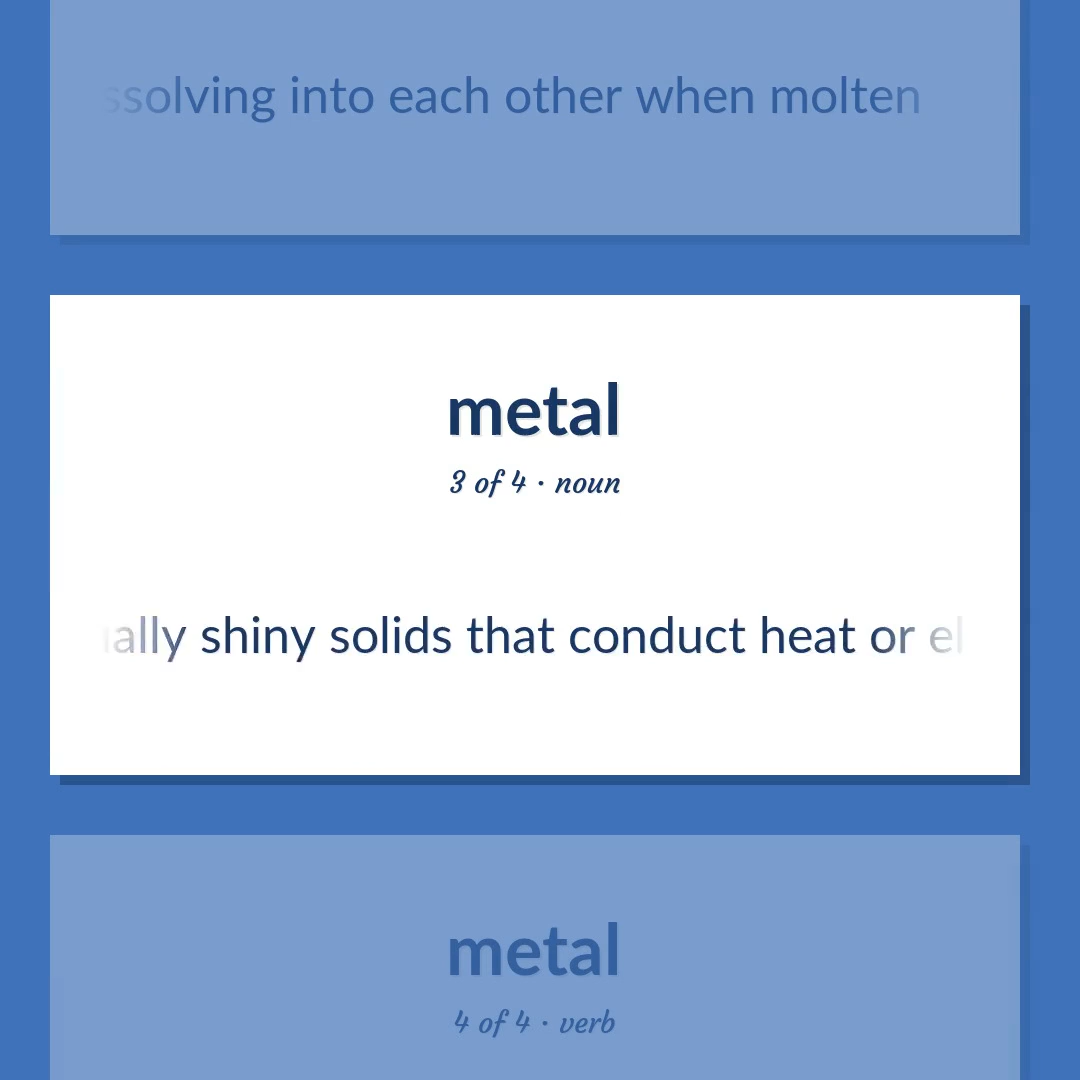 ssolving into each other when molten
metal
3 of 4 · noun
ally shiny solids that conduct heat or el
metal
4 of 4 · verb